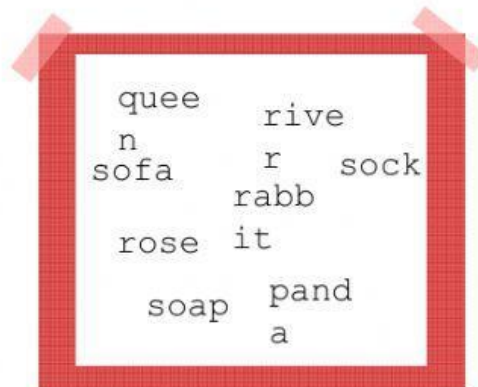 quee
n
rive
r
sofa
sock
rabb
it
rose
soap
pand
a